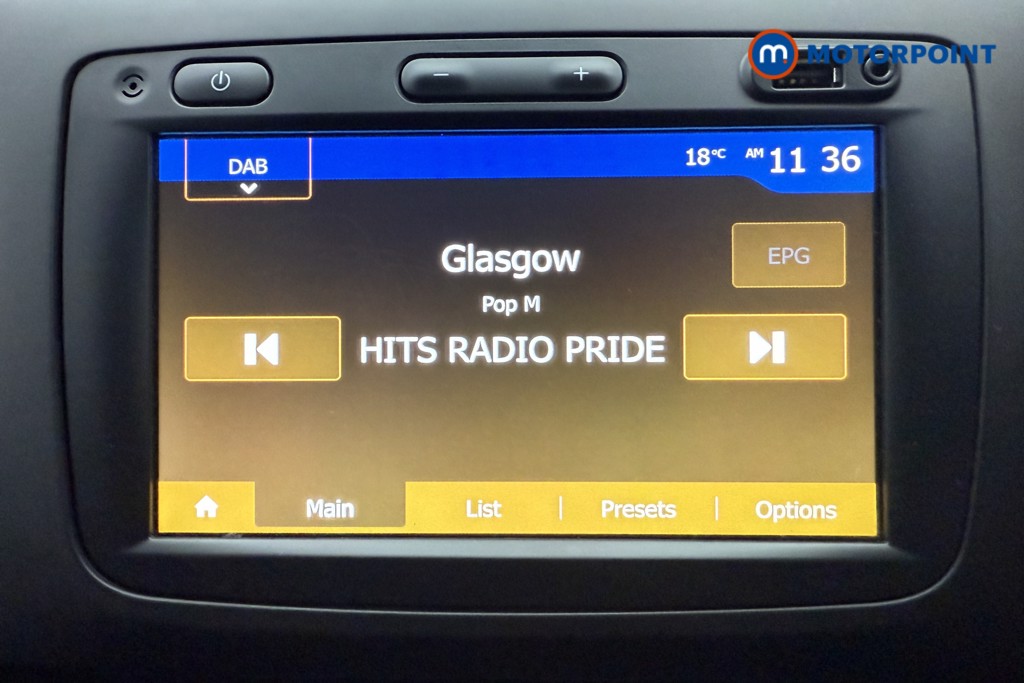 m MOTORPOINT
DAB
18°C AM 11 36
Glasgow
EPG
Pop M
HITS RADIO PRIDE
Main List Presets Options